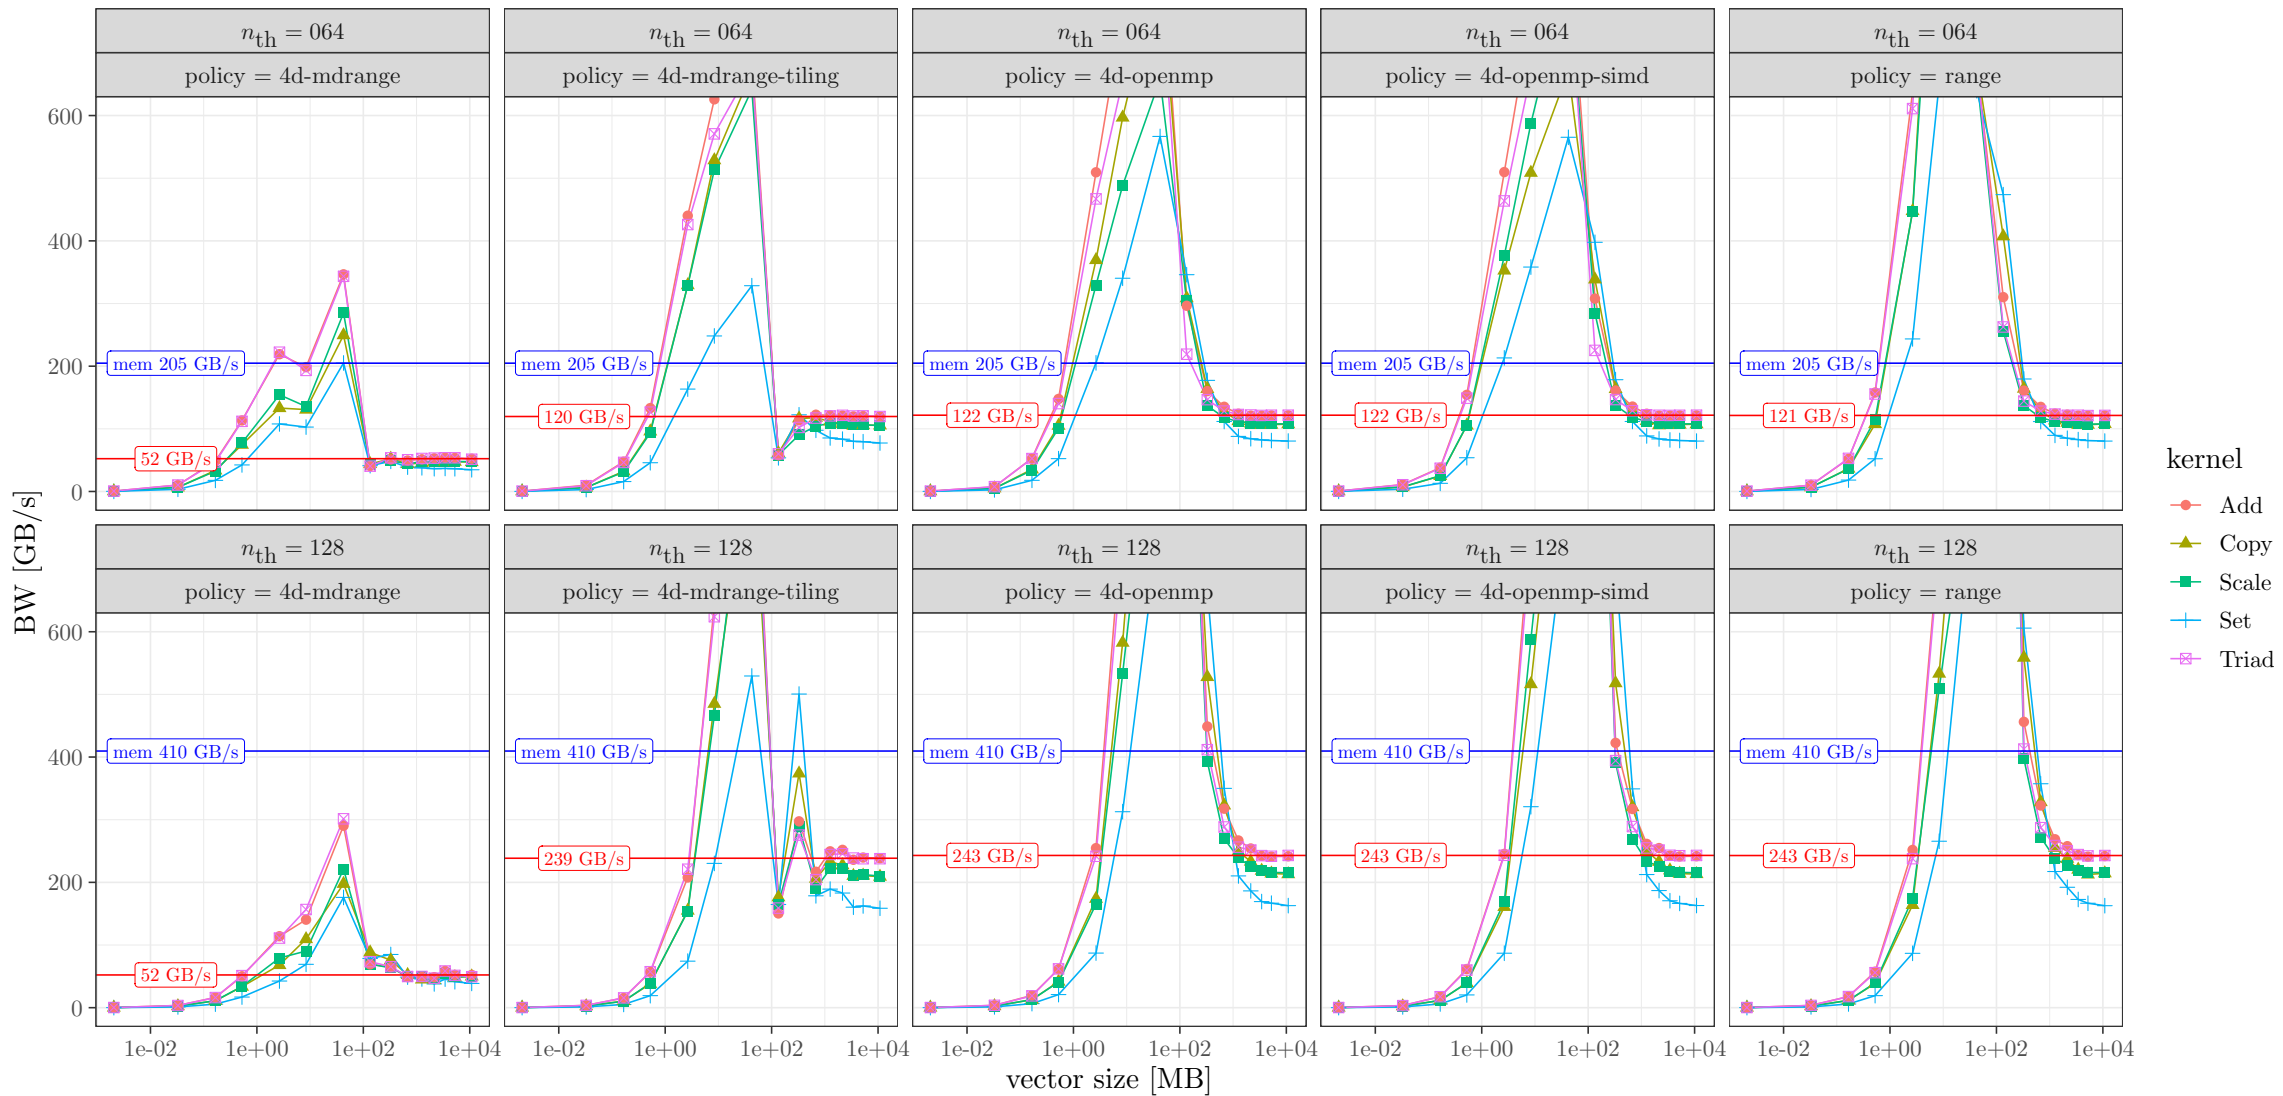 n_th = 064 n_th = 064 n_th = 064 n_th = 064 n_th = 064
policy = 4d-mdrange policy = 4d-mdrange-tiling policy = 4d-openmp policy = 4d-openmp-simd policy = range
600
400
mem 205 GB/s mem 205 GB/s mem 205 GB/s mem 205 GB/s mem 205 GB/s
200
52 GB/s 120 GB/s 122 GB/s 122 GB/s 121 GB/s
0
n_th = 128 n_th = 128 n_th = 128 n_th = 128 n_th = 128
policy = 4d-mdrange policy = 4d-mdrange-tiling policy = 4d-openmp policy = 4d-openmp-simd policy = range
600
mem 410 GB/s mem 410 GB/s mem 410 GB/s mem 410 GB/s mem 410 GB/s
400
52 GB/s 239 GB/s 243 GB/s 243 GB/s 243 GB/s
200
0
1e-02 1e+00 1e+02 1e+04 1e-02 1e+00 1e+02 1e+04 1e-02 1e+00 1e+02 1e+04 1e-02 1e+00 1e+02 1e+04 1e-02 1e+00 1e+02 1e+04
vector size [MB]
BW [GB/s]
kernel
Add
Copy
Scale
Set
Triad